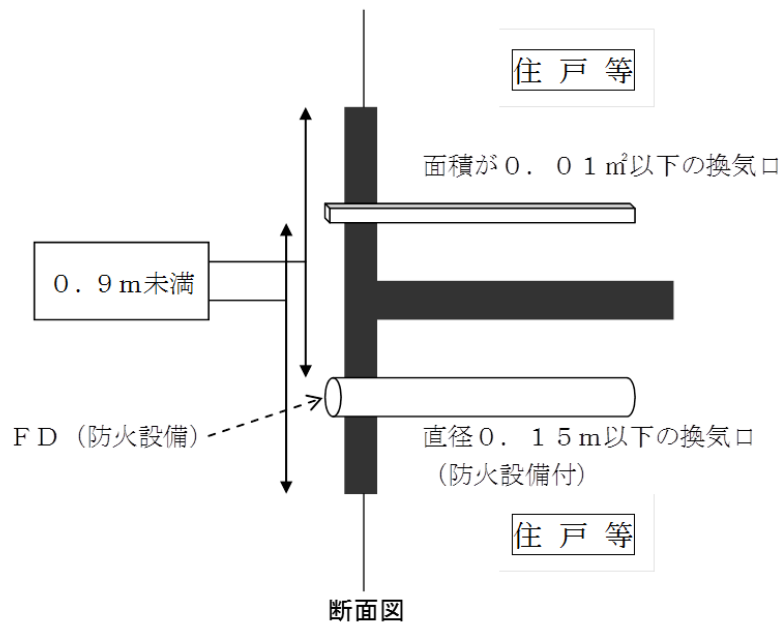 住戸等
面積が０．０１㎡以下の換気口
０．９ｍ未満
ＦＤ（防火設備）
直径０．１５ｍ以下の換気口
（防火設備付）
住戸等
断面図